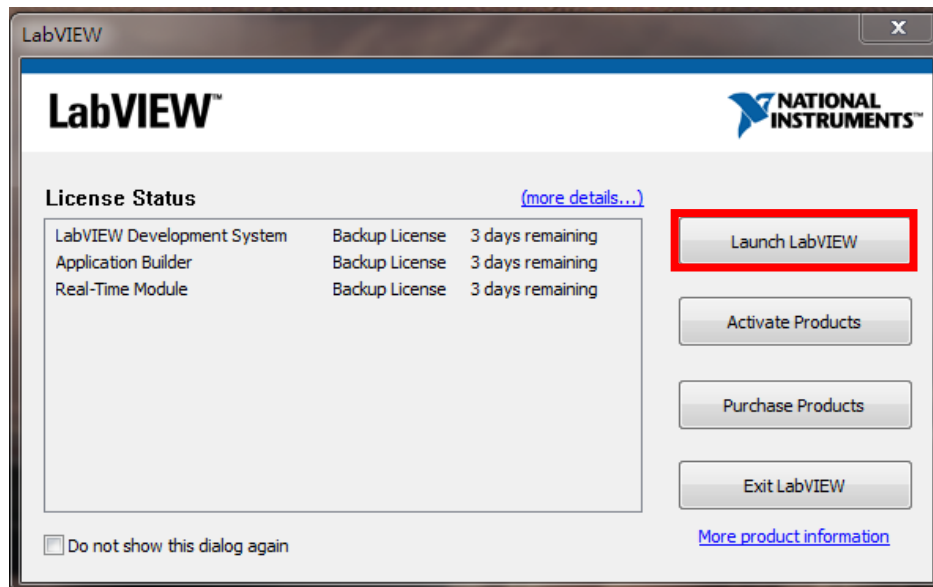 LabVIEW
X
LabVIEW™
NATIONAL
INSTRUMENTS™
License Status (more details...)
LabVIEW Development System Backup License 3 days remaining
Application Builder Backup License 3 days remaining
Real-Time Module Backup License 3 days remaining
Launch LabVIEW
Activate Products
Purchase Products
Exit LabVIEW
Do not show this dialog again
More product information